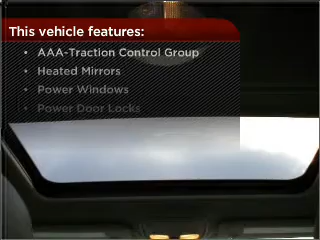 This vehicle features:
• AAA-Traction Control Group
• Heated Mirrors
• Power Windows
• Power Door Locks